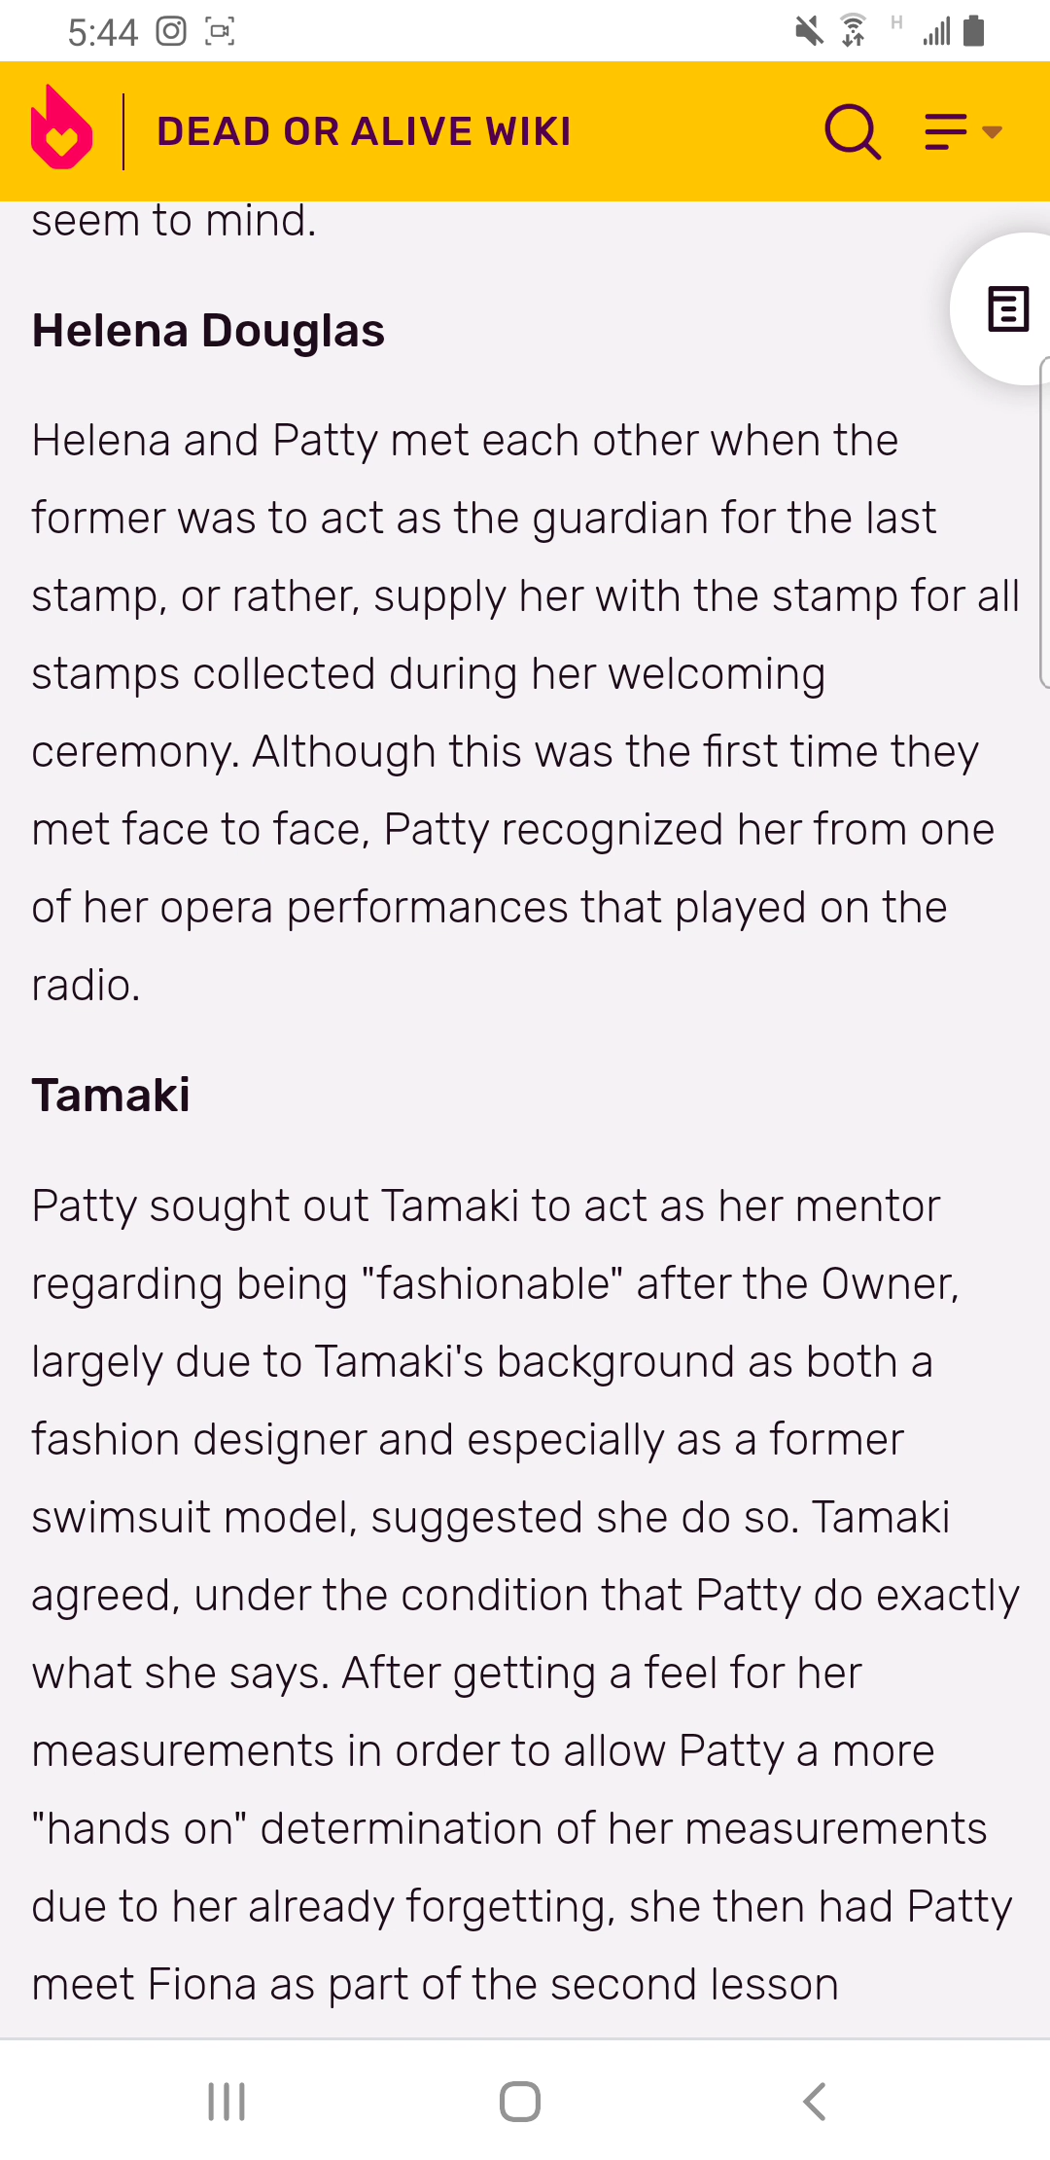 5:44
H
DEAD OR ALIVE WIKI
seem to mind.
Helena Douglas
Helena and Patty met each other when the
former was to act as the guardian for the last
stamp, or rather, supply her with the stamp for all
stamps collected during her welcoming
ceremony. Although this was the first time they
met face to face, Patty recognized her from one
of her opera performances that played on the
radio.
Tamaki
Patty sought out Tamaki to act as her mentor
regarding being "fashionable" after the Owner,
largely due to Tamaki's background as both a
fashion designer and especially as a former
swimsuit model, suggested she do so. Tamaki
agreed, under the condition that Patty do exactly
what she says. After getting a feel for her
measurements in order to allow Patty a more
"hands on" determination of her measurements
due to her already forgetting, she then had Patty
meet Fiona as part of the second lesson